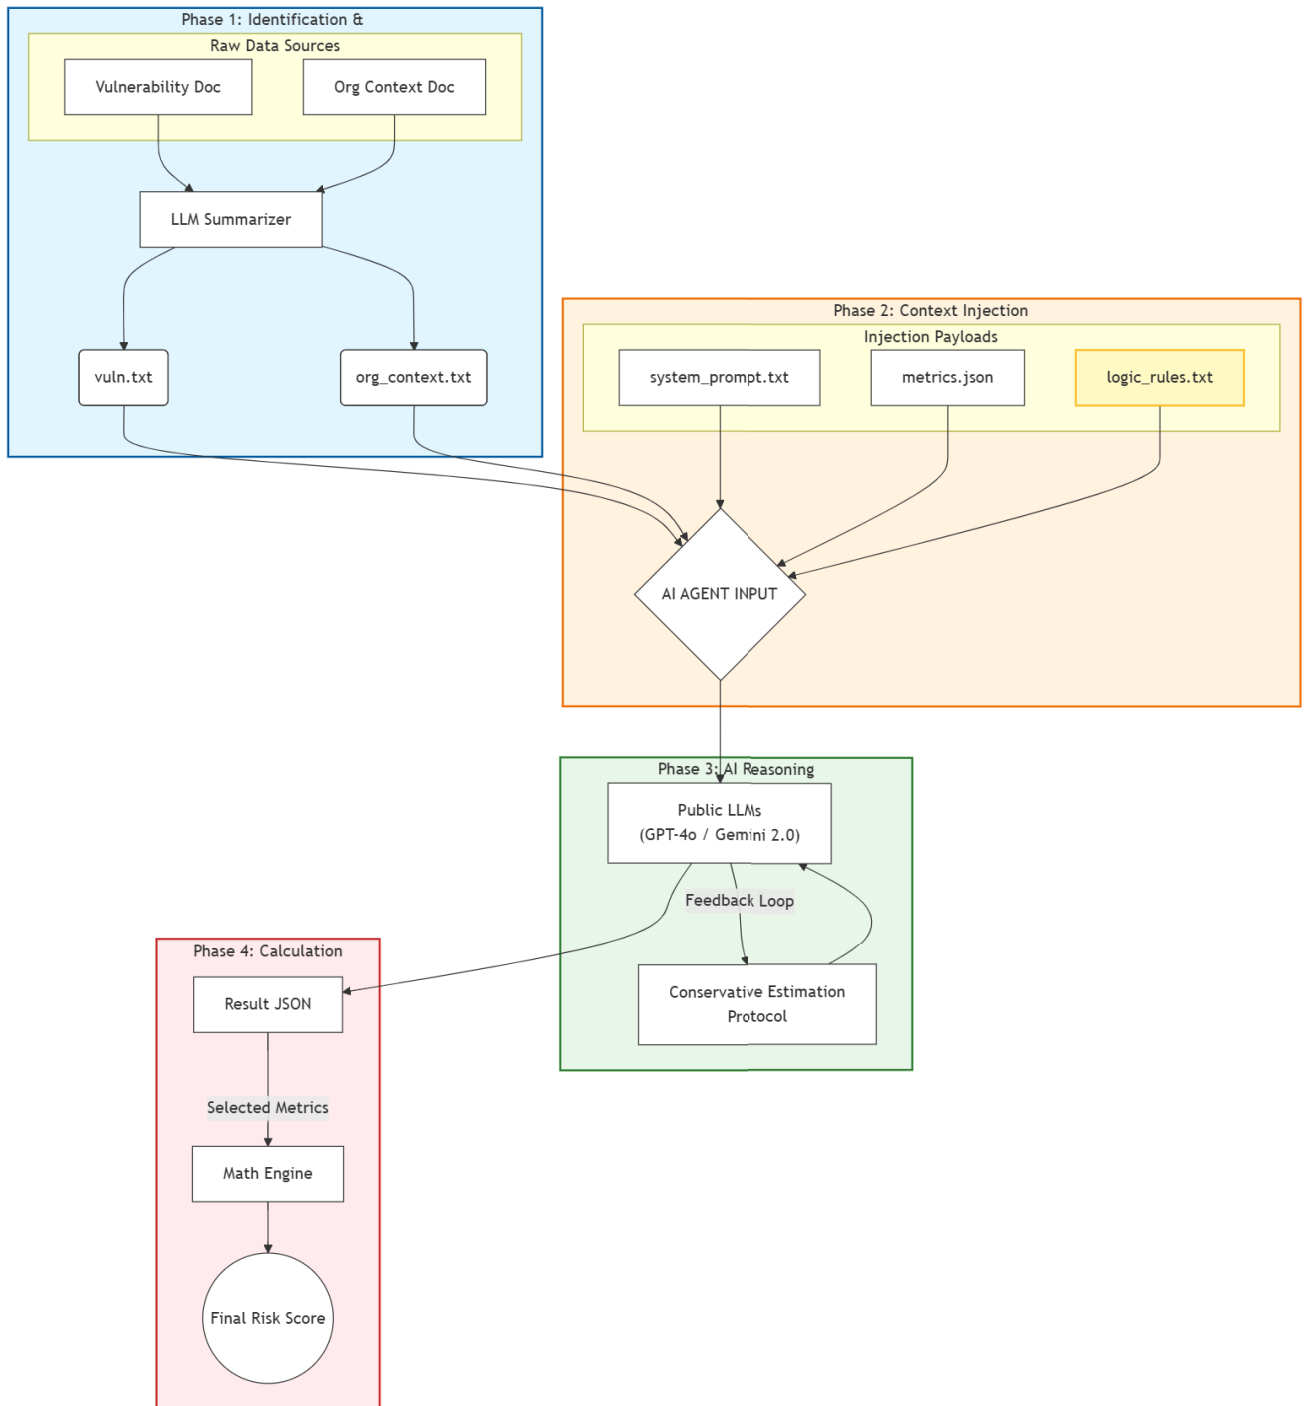 Phase 1: Identification &
Raw Data Sources
Vulnerability Doc
Org Context Doc
LLM Summarizer
vuln.txt
org_context.txt
Phase 2: Context Injection
Injection Payloads
system_prompt.txt
metrics.json
logic_rules.txt
AI AGENT INPUT
Phase 3: AI Reasoning
Public LLMs
(GPT-4o / Gemini 2.0)
Feedback Loop
Conservative Estimation
Protocol
Phase 4: Calculation
Result JSON
Selected Metrics
Math Engine
Final Risk Score